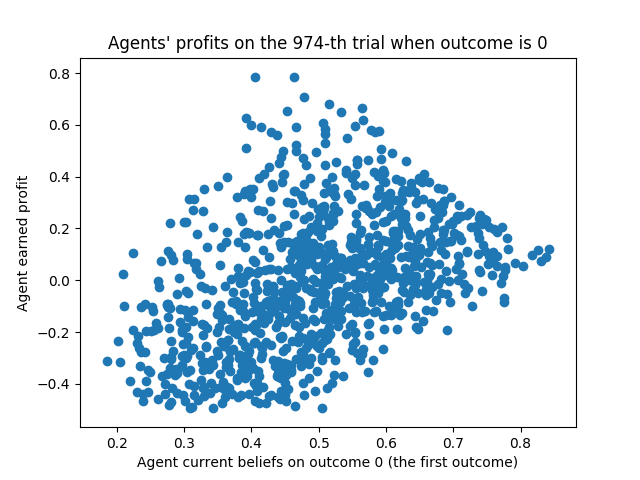 Agents' profits on the 974-th trial when outcome is 0
0.8
0.6
0.4
0.2
0.0
−0.2
−0.4
Agent earned profit
0.2 0.3 0.4 0.5 0.6 0.7 0.8
Agent current beliefs on outcome 0 (the first outcome)